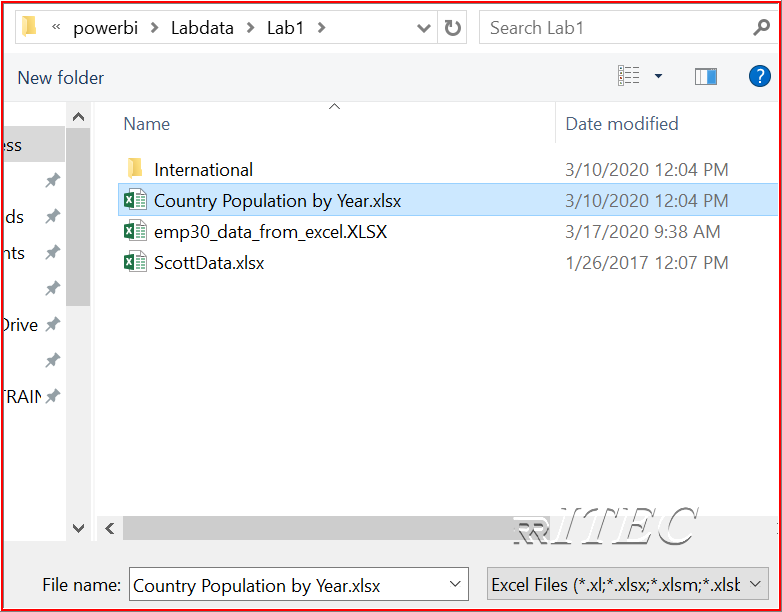 « powerbi > Labdata > Lab1 >
Search Lab1
New folder
?
Name
Date modified
International
3/10/2020 12:04 PM
Country Population by Year.xlsx
3/10/2020 12:04 PM
emp30_data_from_excel.XLSX
3/17/2020 9:38 AM
ScottData.xlsx
1/26/2017 12:07 PM
ess
ds
nts
Drive
TRAIN
RR ITEC
File name:
Country Population by Year.xlsx
Excel Files (*.xl;*.xlsx;*.xlsm;*.xlsb